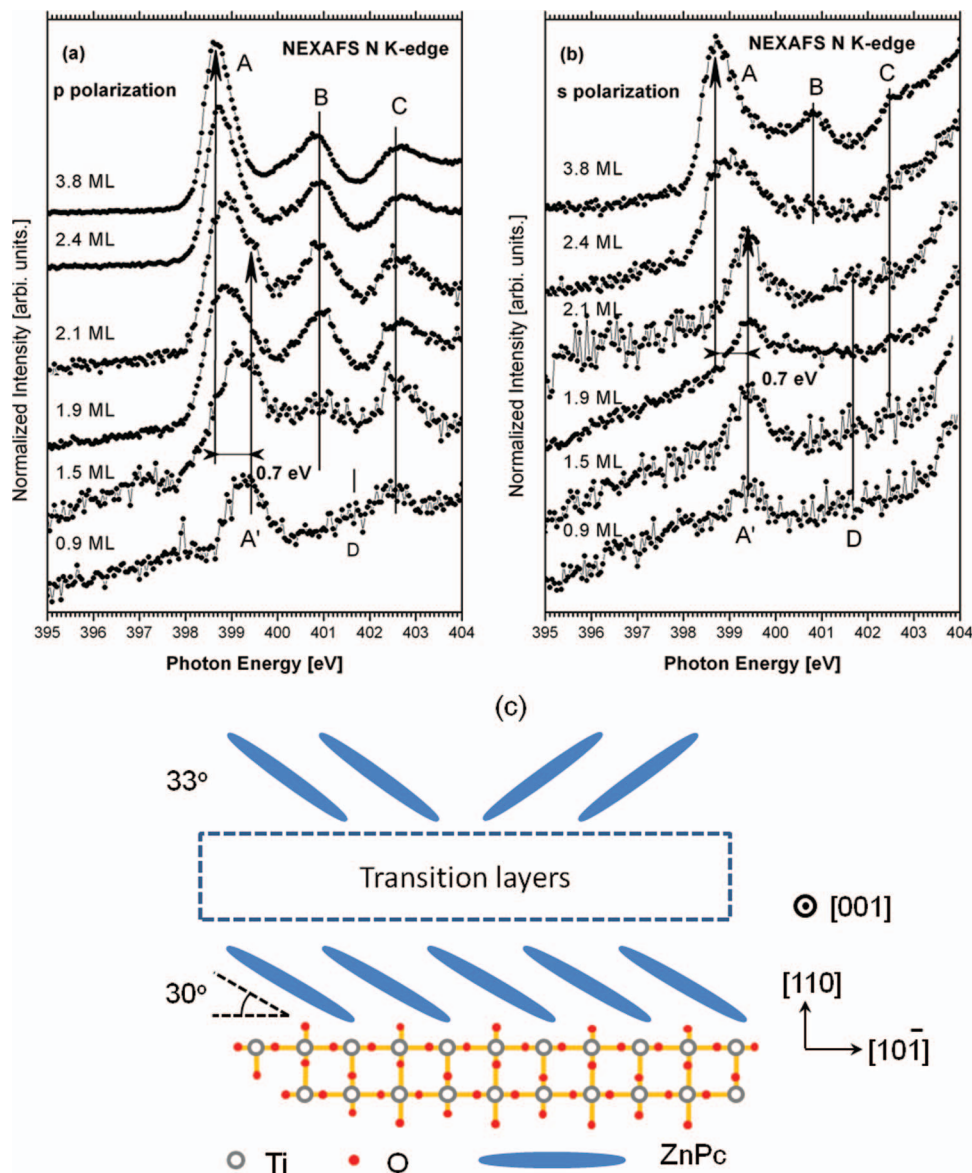 (a)
NEXAFS N K-edge
p polarization
A
B
C
3.8 ML
2.4 ML
2.1 ML
1.9 ML
1.5 ML
0.7 eV
0.9 ML
A'
D
Normalized Intensity [arbi. units.]
395 396 397 398 399 400 401 402 403 404
Photon Energy [eV]
(b)
NEXAFS N K-edge
s polarization
A
B
C
3.8 ML
2.4 ML
2.1 ML
0.7 eV
1.9 ML
1.5 ML
0.9 ML
A'
D
Normalized Intensity [arbi. units.]
395 396 397 398 399 400 401 402 403 404
Photon Energy [eV]
(c)
33º
Transition layers
[001]
30º
[110]
[101̄]
Ti
O
ZnPc